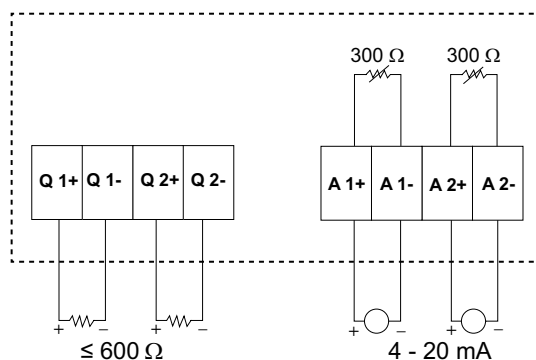 300 Ω 300 Ω
Q 1+ Q 1- Q 2+ Q 2- A 1+ A 1- A 2+ A 2-
+ − + − + − + −
≤ 600 Ω 4 - 20 mA